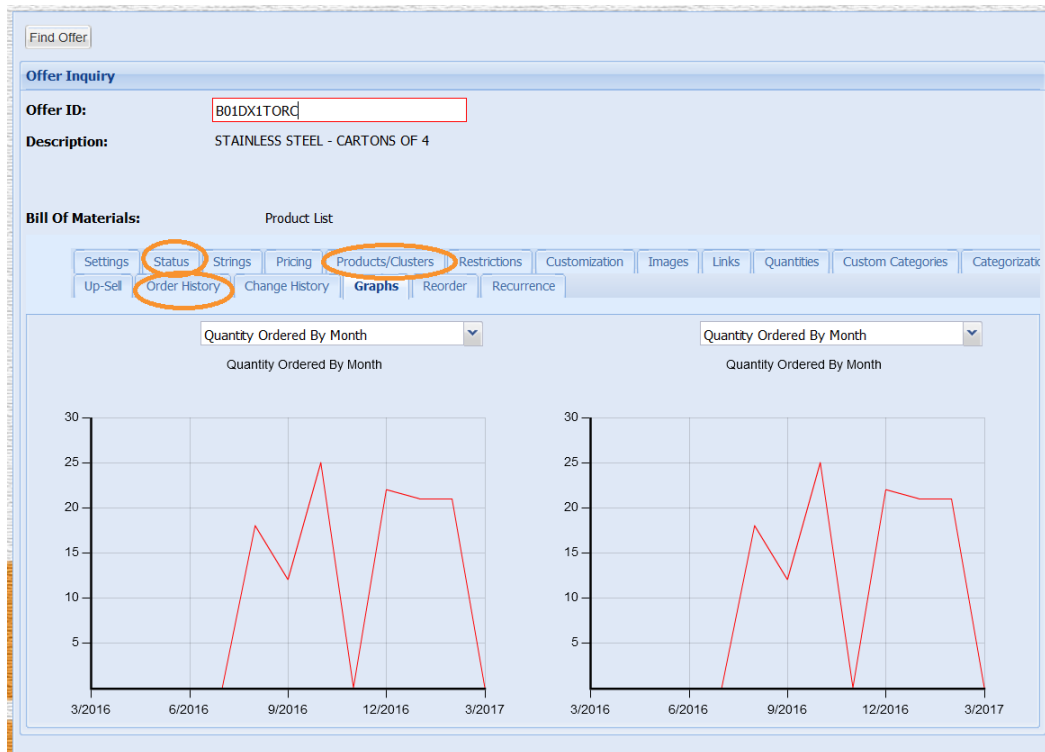 Find Offer
Offer Inquiry
Offer ID: B01DX1TORC
Description: STAINLESS STEEL - CARTONS OF 4
Bill Of Materials: Product List
Settings Status Strings Pricing Products/Clusters Restrictions Customization Images Links Quantities Custom Categories Categorizatic
Up-Sell Order History Change History Graphs Reorder Recurrence
Quantity Ordered By Month Quantity Ordered By Month
Quantity Ordered By Month Quantity Ordered By Month
30 30
25 25
20 20
15 15
10 10
5 5
3/2016 6/2016 9/2016 12/2016 3/2017 3/2016 6/2016 9/2016 12/2016 3/2017